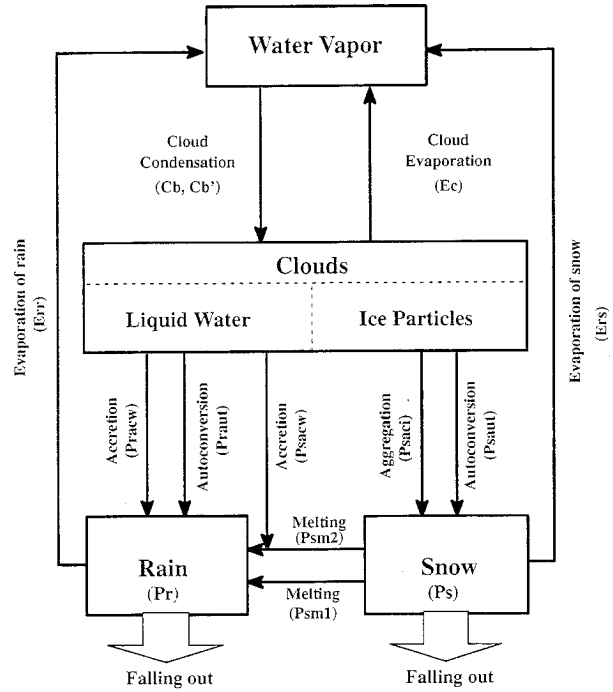 Water Vapor
Cloud
Condensation
(Cb, Cb')
Cloud
Evaporation
(Ec)
Evaporation of rain
(Err)
Evaporation of snow
(Ers)
Clouds
Liquid Water
Ice Particles
Accretion
(Pracw)
Autoconversion
(Praut)
Accretion
(Psacw)
Aggregation
(Psaci)
Autoconversion
(Psaut)
Melting
(Psm2)
Rain
(Pr)
Snow
(Ps)
Melting
(Psm1)
Falling out
Falling out